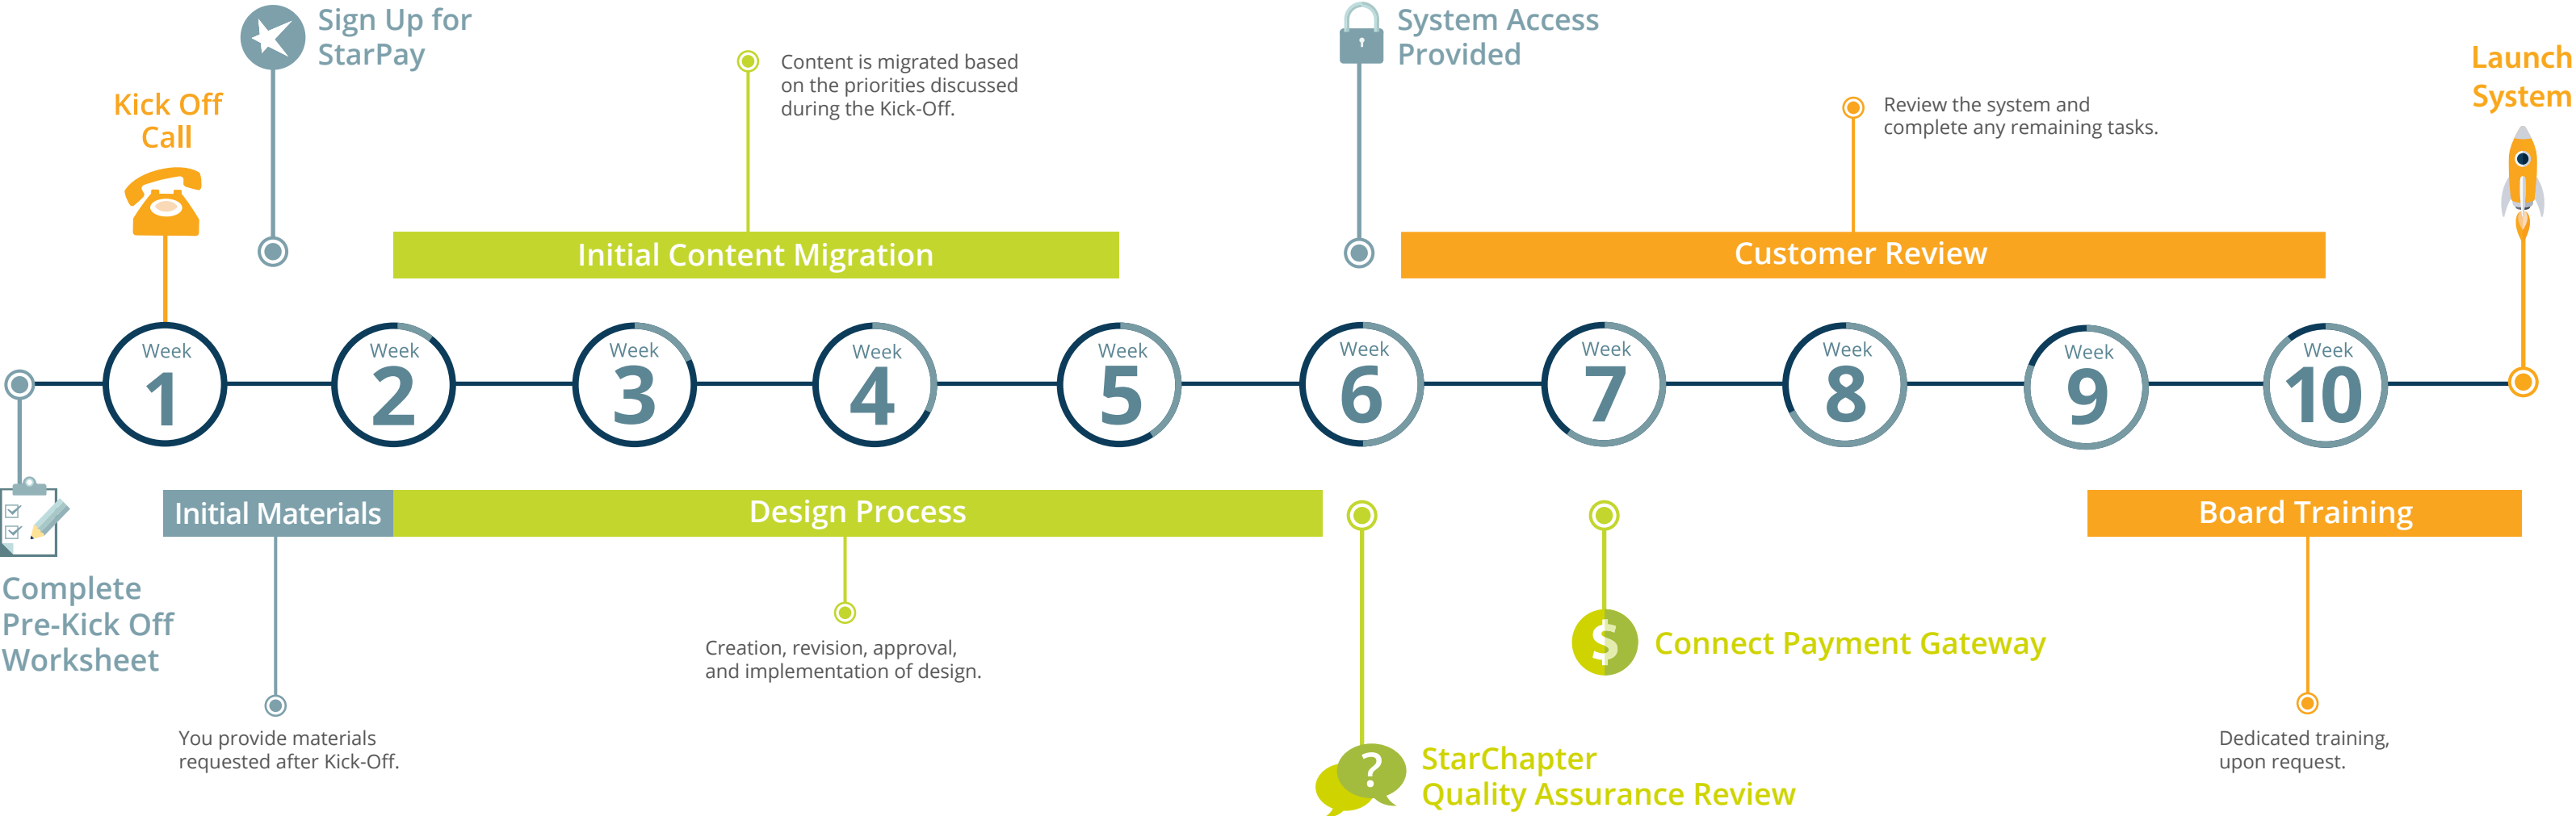 Sign Up for
StarPay
Kick Off
Call
Content is migrated based
on the priorities discussed
during the Kick-Off.
System Access
Provided
Review the system and
complete any remaining tasks.
Launch
System
Initial Content Migration
Customer Review
Week
1
Week
2
Week
3
Week
4
Week
5
Week
6
Week
7
Week
8
Week
9
Week
10
Initial Materials
Design Process
Board Training
Complete
Pre-Kick Off
Worksheet
You provide materials
requested after Kick-Off.
Creation, revision, approval,
and implementation of design.
$
Connect Payment Gateway
?
StarChapter
Quality Assurance Review
Dedicated training,
upon request.